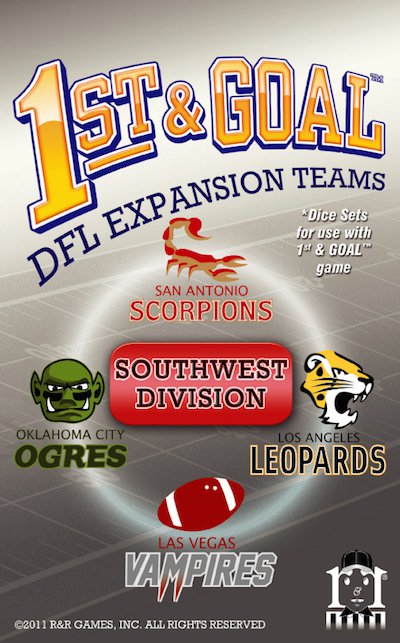 1ST & GOAL™
DFL EXPANSION TEAMS
*Dice Sets
for use with
1st & GOAL™
game
SAN ANTONIO
SCORPIONS
SOUTHWEST
DIVISION
OKLAHOMA CITY
OGRES
LOS ANGELES
LEOPARDS
LAS VEGAS
VAMPIRES
R&R
®
©2011 R&R GAMES, INC. ALL RIGHTS RESERVED